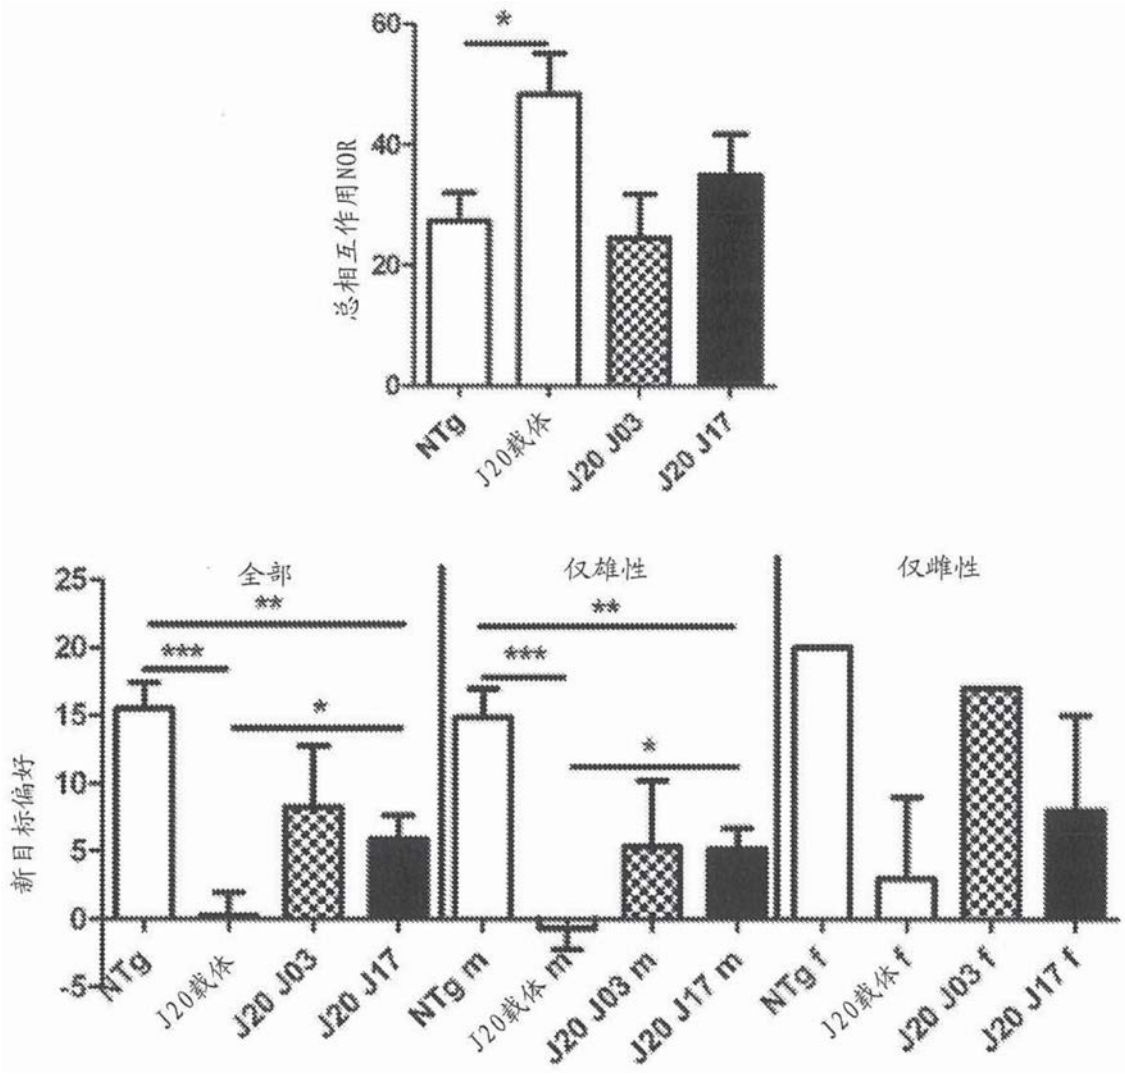 60
40
20
0
总相互作用NOR
*
NTg
J20载体
J20 J03
J20 J17
25
20
15
10
5
0
-5
新目标偏好
全部
**
***
*
仅雄性
**
***
*
仅雌性
NTg
J20载体
J20 J03
J20 J17
NTg m
J20载体 m
J20 J03 m
J20 J17 m
NTg f
J20载体 f
J20 J03 f
J20 J17 f